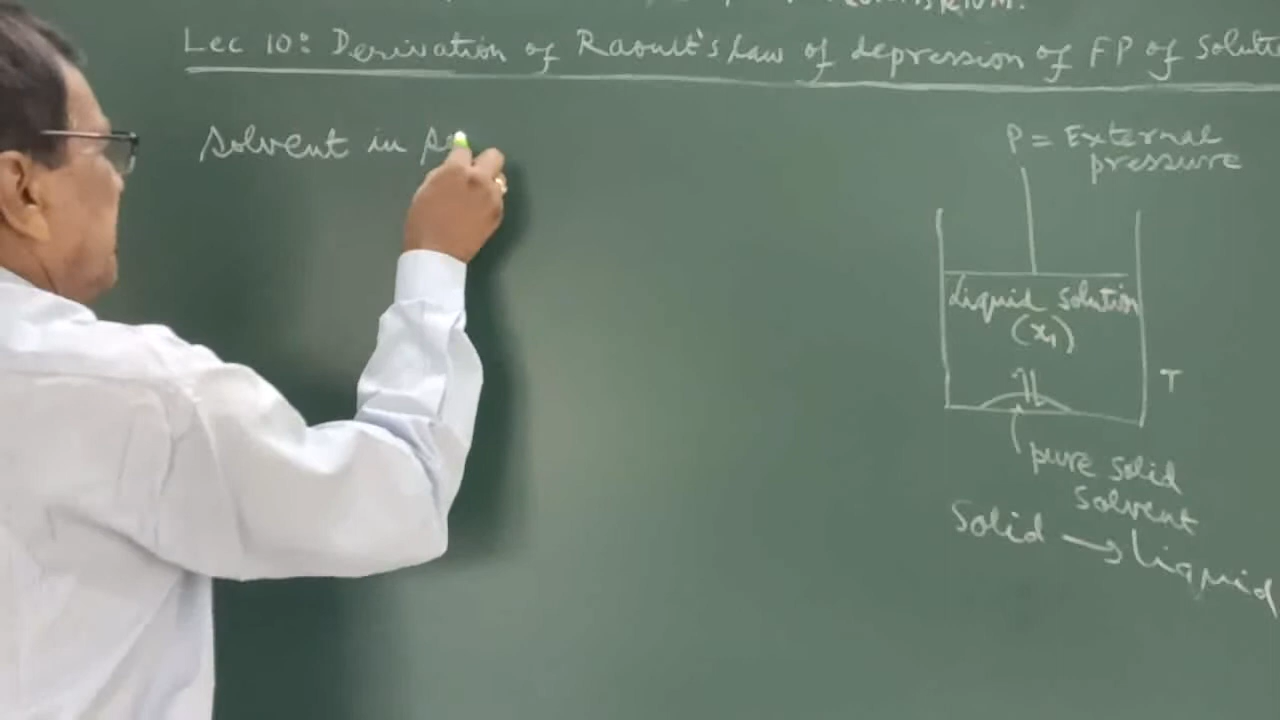 Lec 10: Derivation of Raoult's Law of depression of FP of Soluti
Solvent in
P = External
pressure
Liquid Solution
(x₁)
T
pure solid
solvent
Solid → Liquid